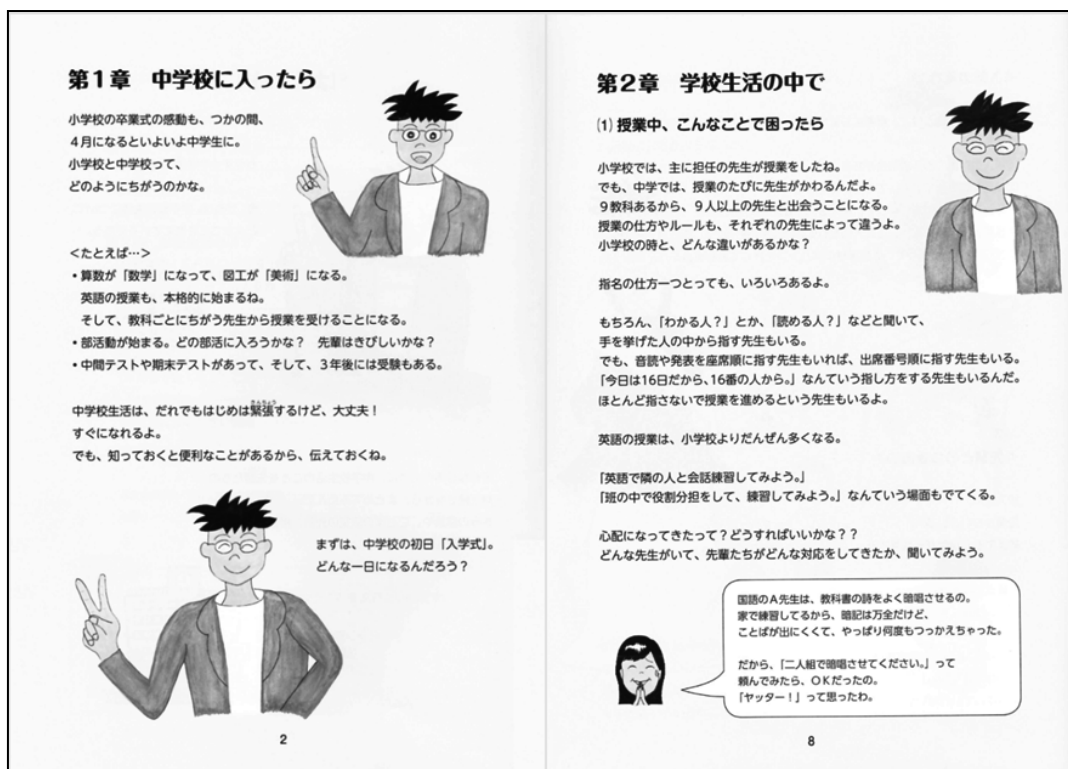 第1章　中学校に入ったら
小学校の卒業式の感動も、つかの間、
4月になるといよいよ中学生に。
小学校と中学校って、
どのようにちがうのかな。
<たとえば…>
・算数が「数学」になって、図工が「美術」になる。
英語の授業も、本格的に始まるね。
そして、教科ごとにちがう先生から授業を受けることになる。
・部活動が始まる。どの部活に入ろうかな？　先輩はきびしいかな？
・中間テストや期末テストがあって、そして、3年後には受験もある。
中学校生活は、だれでもはじめは緊張するけど、大丈夫！
すぐになれるよ。
でも、知っておくと便利なことがあるから、伝えておくね。
まずは、中学校の初日「入学式」。
どんな一日になるんだろう？
2
第2章　学校生活の中で
(1) 授業中、こんなことで困ったら
小学校では、主に担任の先生が授業をしたね。
でも、中学では、授業のたびに先生がかわるんだよ。
9教科あるから、9人以上の先生と出会うことになる。
授業の仕方やルールも、それぞれの先生によって違うよ。
小学校の時と、どんな違いがあるかな？
指名の仕方一つとっても、いろいろあるよ。
もちろん、「わかる人？」とか、「読める人？」などと聞いて、
手を挙げた人の中から指す先生もいる。
でも、音読や発表を座席順に指す先生もいれば、出席番号順に指す先生もいる。
「今日は16日だから、16番の人から。」なんていう指し方をする先生もいるんだ。
ほとんど指さないで授業を進めるという先生もいるよ。
英語の授業は、小学校よりだんぜん多くなる。
「英語で隣の人と会話練習してみよう。」
「班の中で役割分担をして、練習してみよう。」なんていう場面もでてくる。
心配になってきたって？どうすればいいかな？？
どんな先生がいて、先輩たちがどんな対応をしてきたか、聞いてみよう。
国語のA先生は、教科書の詩をよく暗唱させるの。
家で練習してるから、暗記は万全だけど、
ことばが出にくくて、やっぱり何度もつっかえちゃった。
だから、「二人組で暗唱させてください。」って
頼んでみたら、OKだったの。
「ヤッター！」って思ったわ。
8